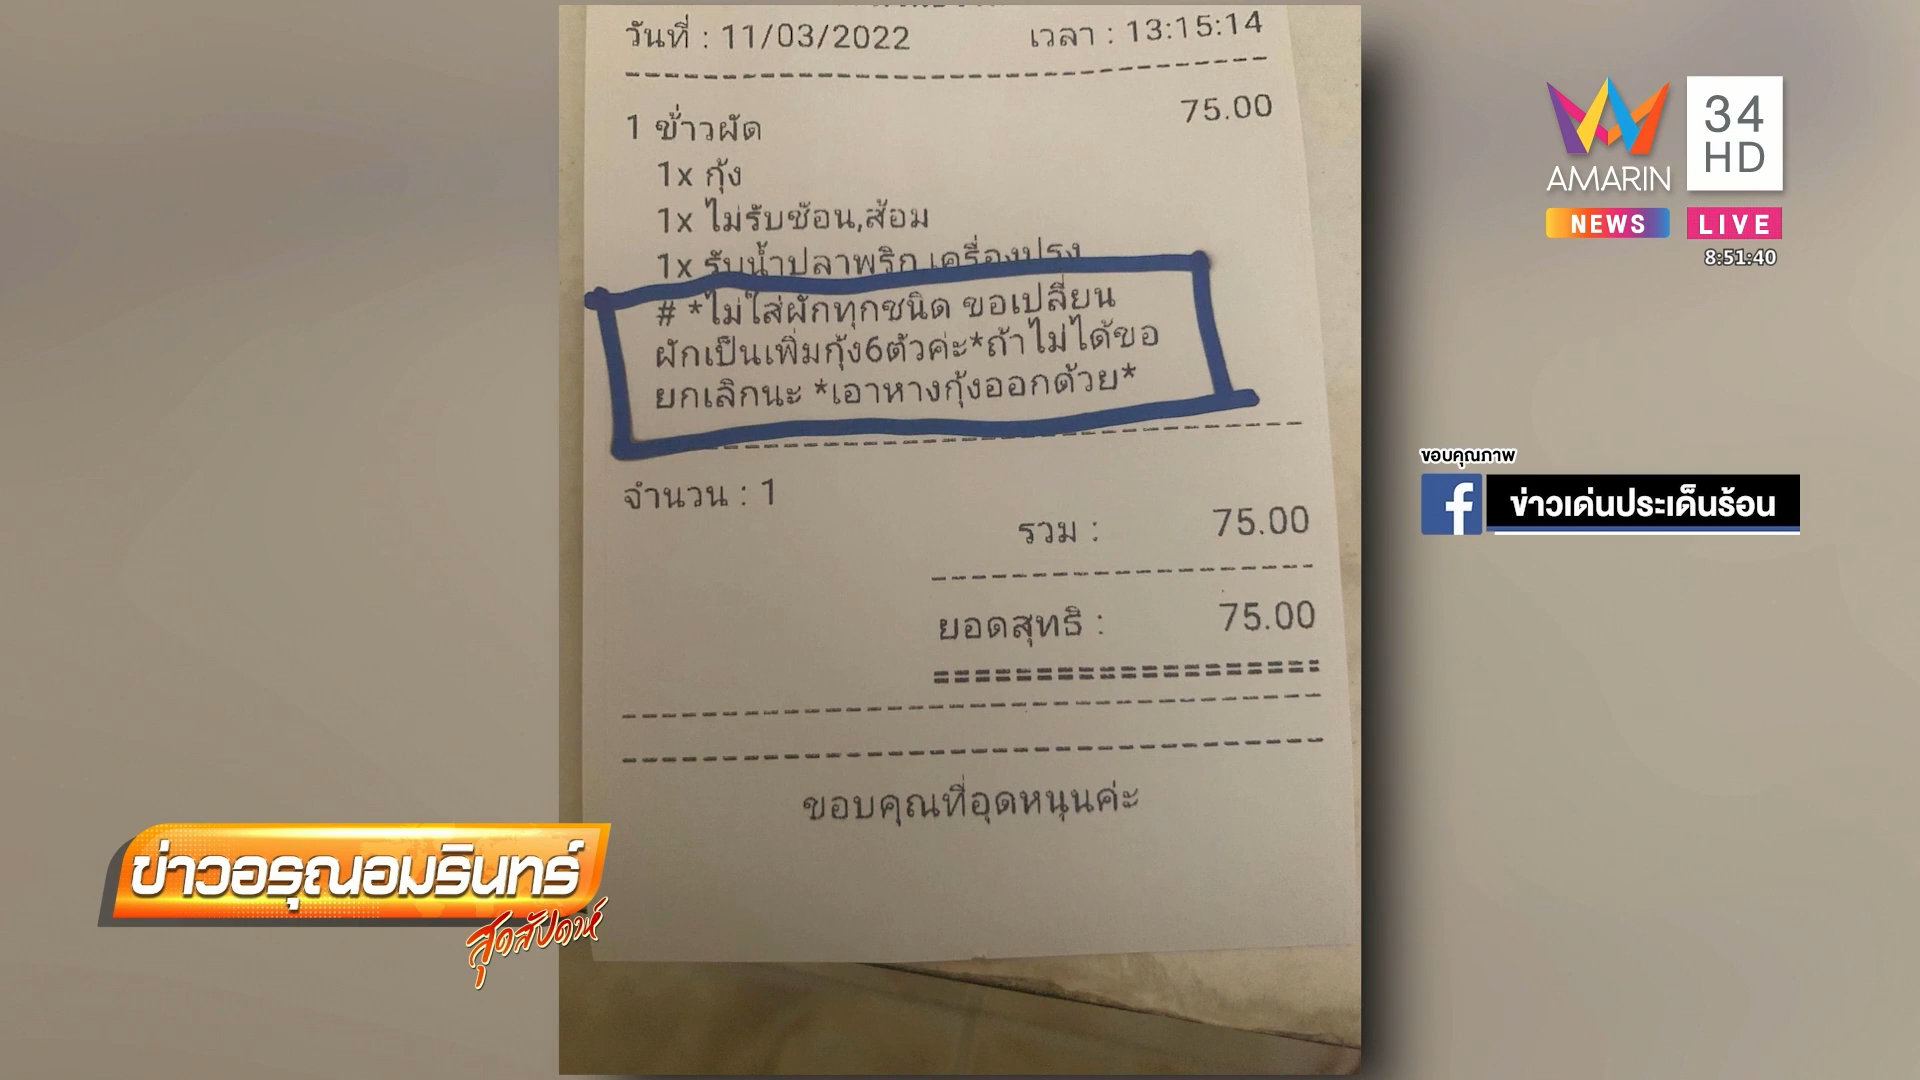 วันที่ : 11/03/2022 เวลา : 13:15:14
1 ข้าวผัด 75.00
1x กุ้ง
1x ไม่รับช้อน,ส้อม
1x รับน้ำปลาพริก เครื่องปรุง
# *ไม่ใส่ผักทุกชนิด ขอเปลี่ยน
ผักเป็นเพิ่มกุ้ง6ตัวค่ะ*ถ้าไม่ได้ขอ
ยกเลิกนะ *เอาหางกุ้งออกด้วย*
จำนวน : 1
รวม : 75.00
ยอดสุทธิ : 75.00
ขอบคุณที่อุดหนุนค่ะ
AMARIN
34
HD
NEWS
LIVE
8:51:40
ขอบคุณภาพ
f ข่าวเด่นประเด็นร้อน
ข่าวอรุณอมรินทร์
สุดสัปดาห์